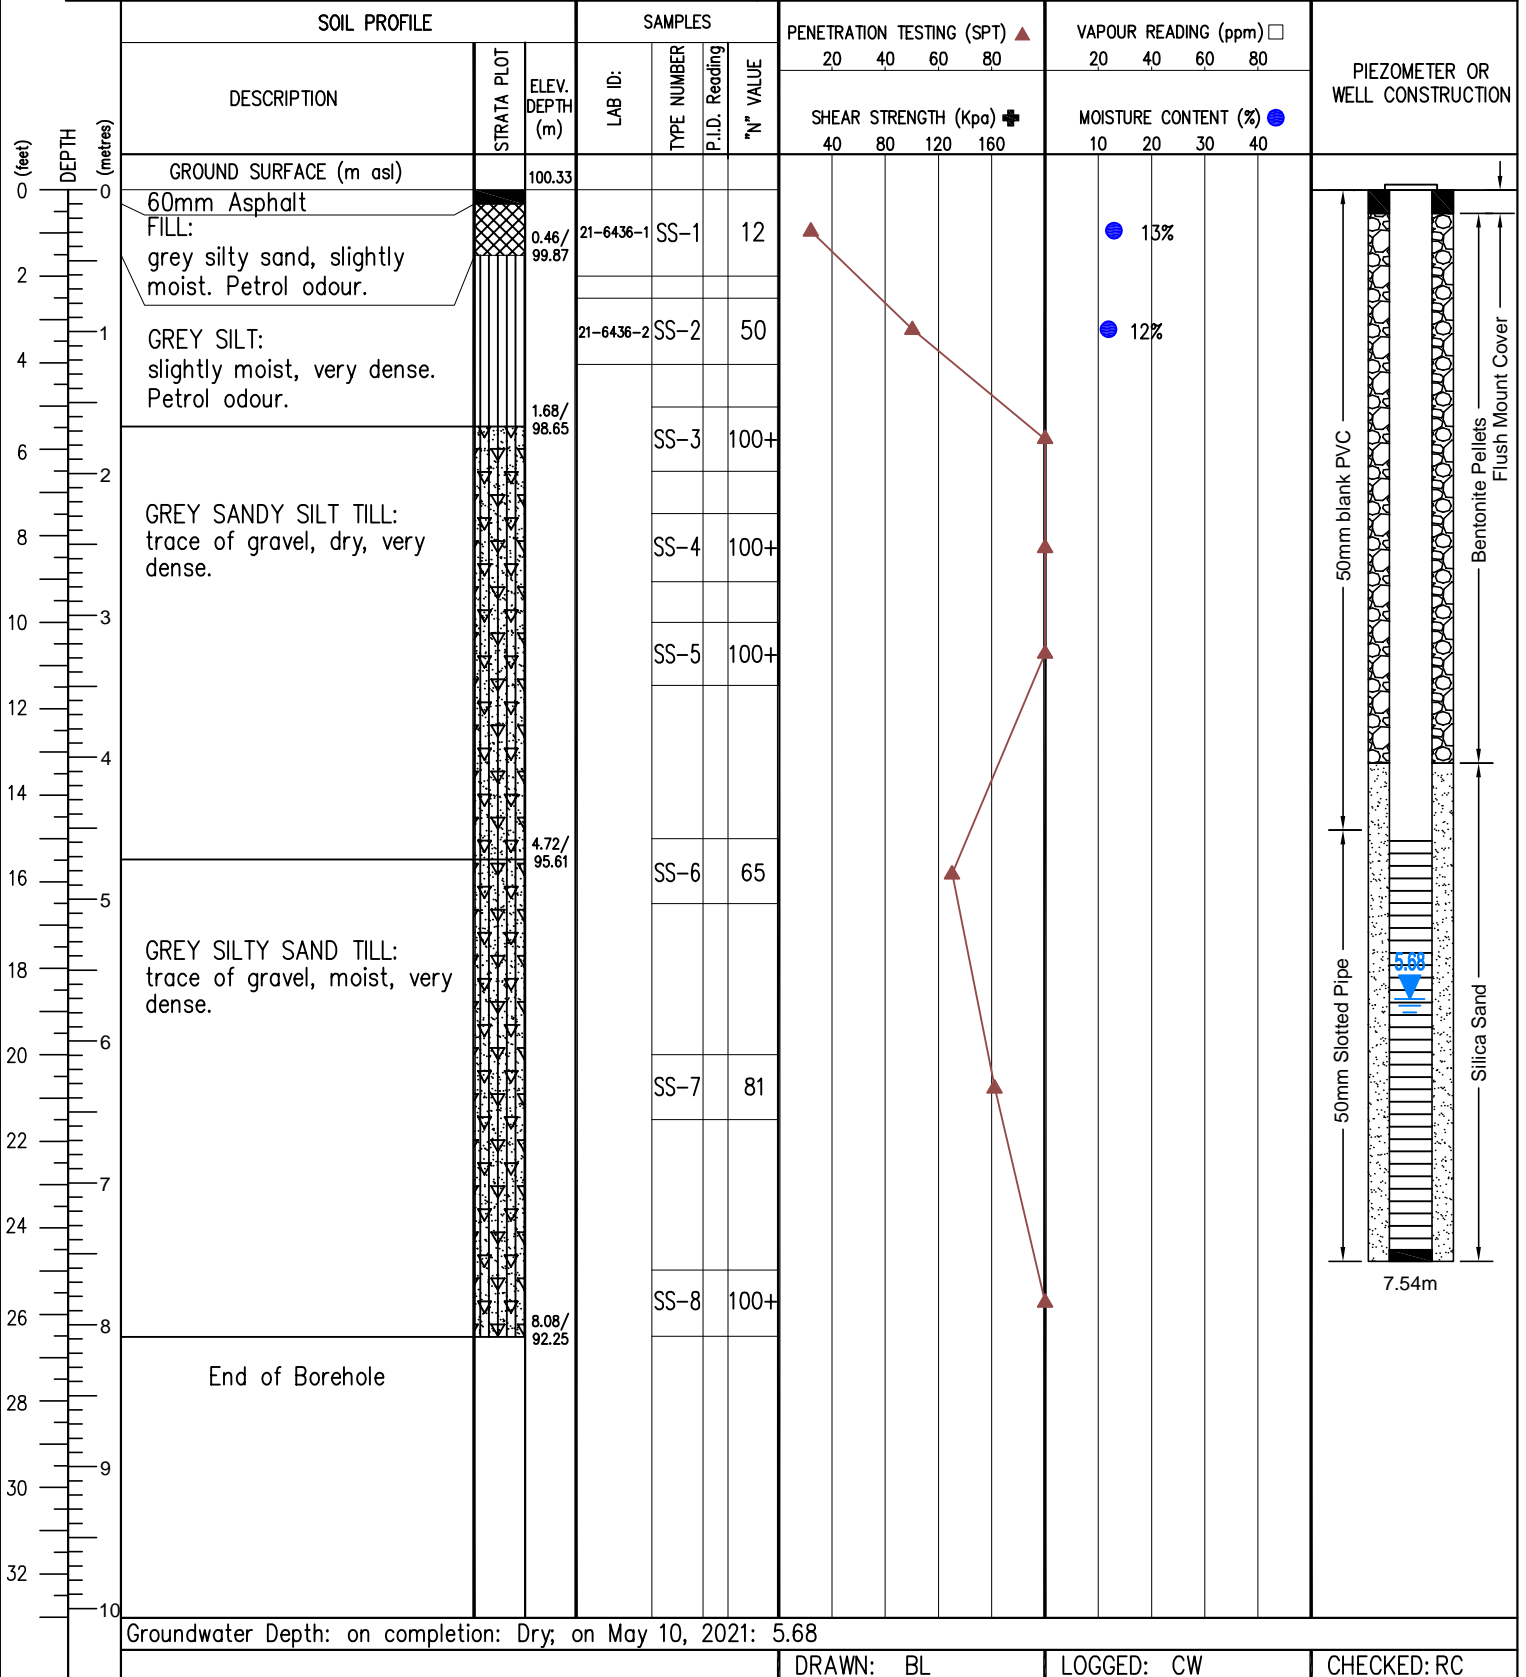 SOIL PROFILE
SAMPLES
PENETRATION TESTING (SPT)
20 40 60 80
VAPOUR READING (ppm)
20 40 60 80
PIEZOMETER OR
WELL CONSTRUCTION
DEPTH
(feet)
(metres)
DESCRIPTION
STRATA PLOT
ELEV.
DEPTH
(m)
LAB ID:
TYPE NUMBER
P.I.D. Reading
"N" VALUE
SHEAR STRENGTH (Kpa)
40 80 120 160
MOISTURE CONTENT (%)
10 20 30 40
GROUND SURFACE (m asl) 100.33
0 0
60mm Asphalt
FILL:
grey silty sand, slightly
moist. Petrol odour.
0.46/
99.87
21-6436-1 SS-1 12
13%
2
GREY SILT:
slightly moist, very dense.
Petrol odour.
1
21-6436-2 SS-2 50
12%
4
1.68/
98.65
SS-3 100+
6
2
GREY SANDY SILT TILL:
trace of gravel, dry, very
dense.
8
SS-4 100+
3
10
SS-5 100+
12
4
14
4.72/
95.61
SS-6 65
16
5
GREY SILTY SAND TILL:
trace of gravel, moist, very
dense.
18
5.68
6
20
SS-7 81
22
7
24
SS-8 100+
26
8
8.08/
92.25
End of Borehole
28
9
30
32
10
50mm blank PVC
Flush Mount Cover
Bentonite Pellets
50mm Slotted Pipe
Silica Sand
7.54m
Groundwater Depth: on completion: Dry; on May 10, 2021: 5.68
DRAWN: BL
LOGGED: CW
CHECKED: RC